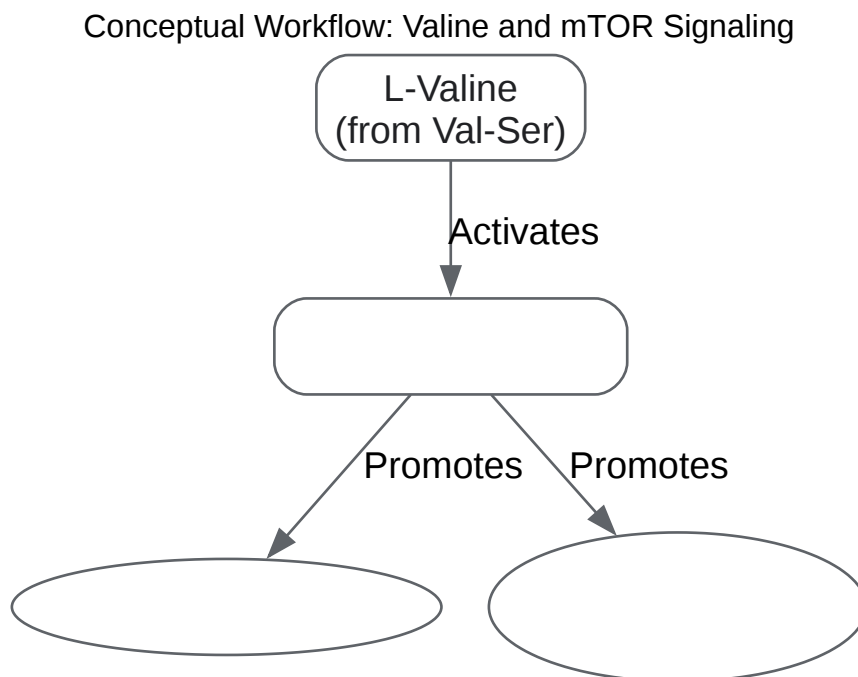 Conceptual Workflow: Valine and mTOR Signaling
L-Valine
(from Val-Ser)
Activates
Promotes
Promotes